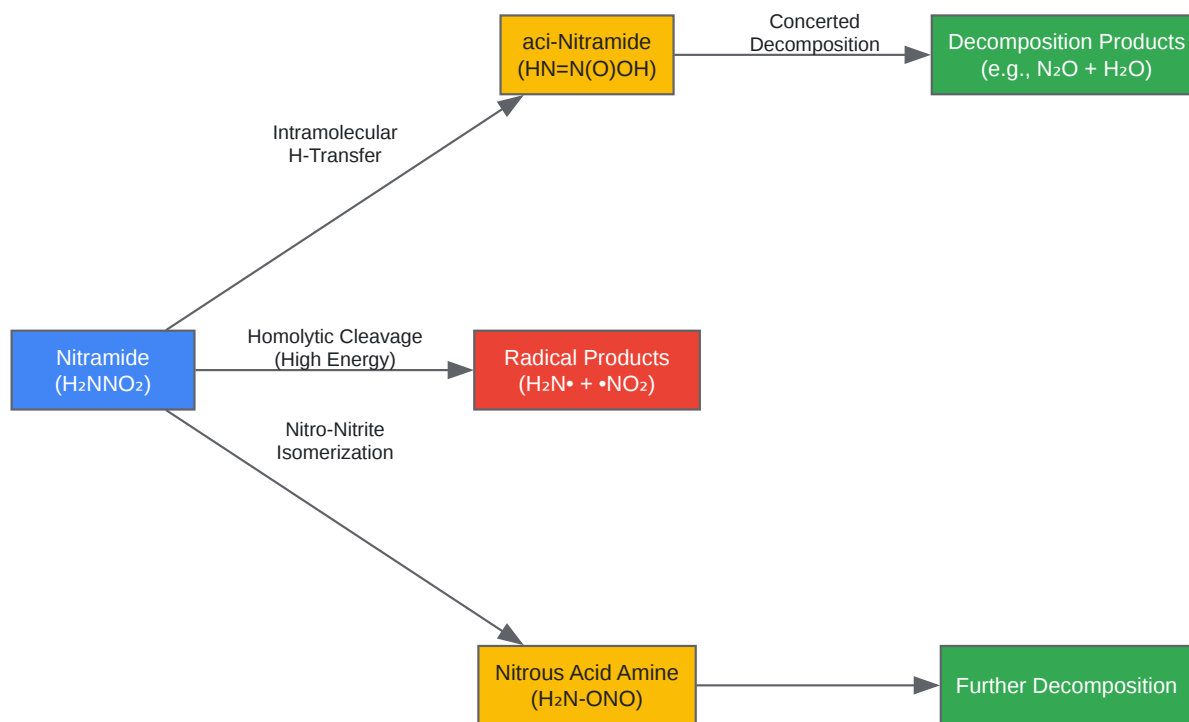 aci-Nitramide
(HN=N(O)OH)
Concerted
Decomposition
Decomposition Products
(e.g., N₂O + H₂O)
Intramolecular
H-Transfer
Nitramide
(H₂NNO₂)
Homolytic Cleavage
(High Energy)
Radical Products
(H₂N• + •NO₂)
Nitro-Nitrite
Isomerization
Nitrous Acid Amine
(H₂N-ONO)
Further Decomposition